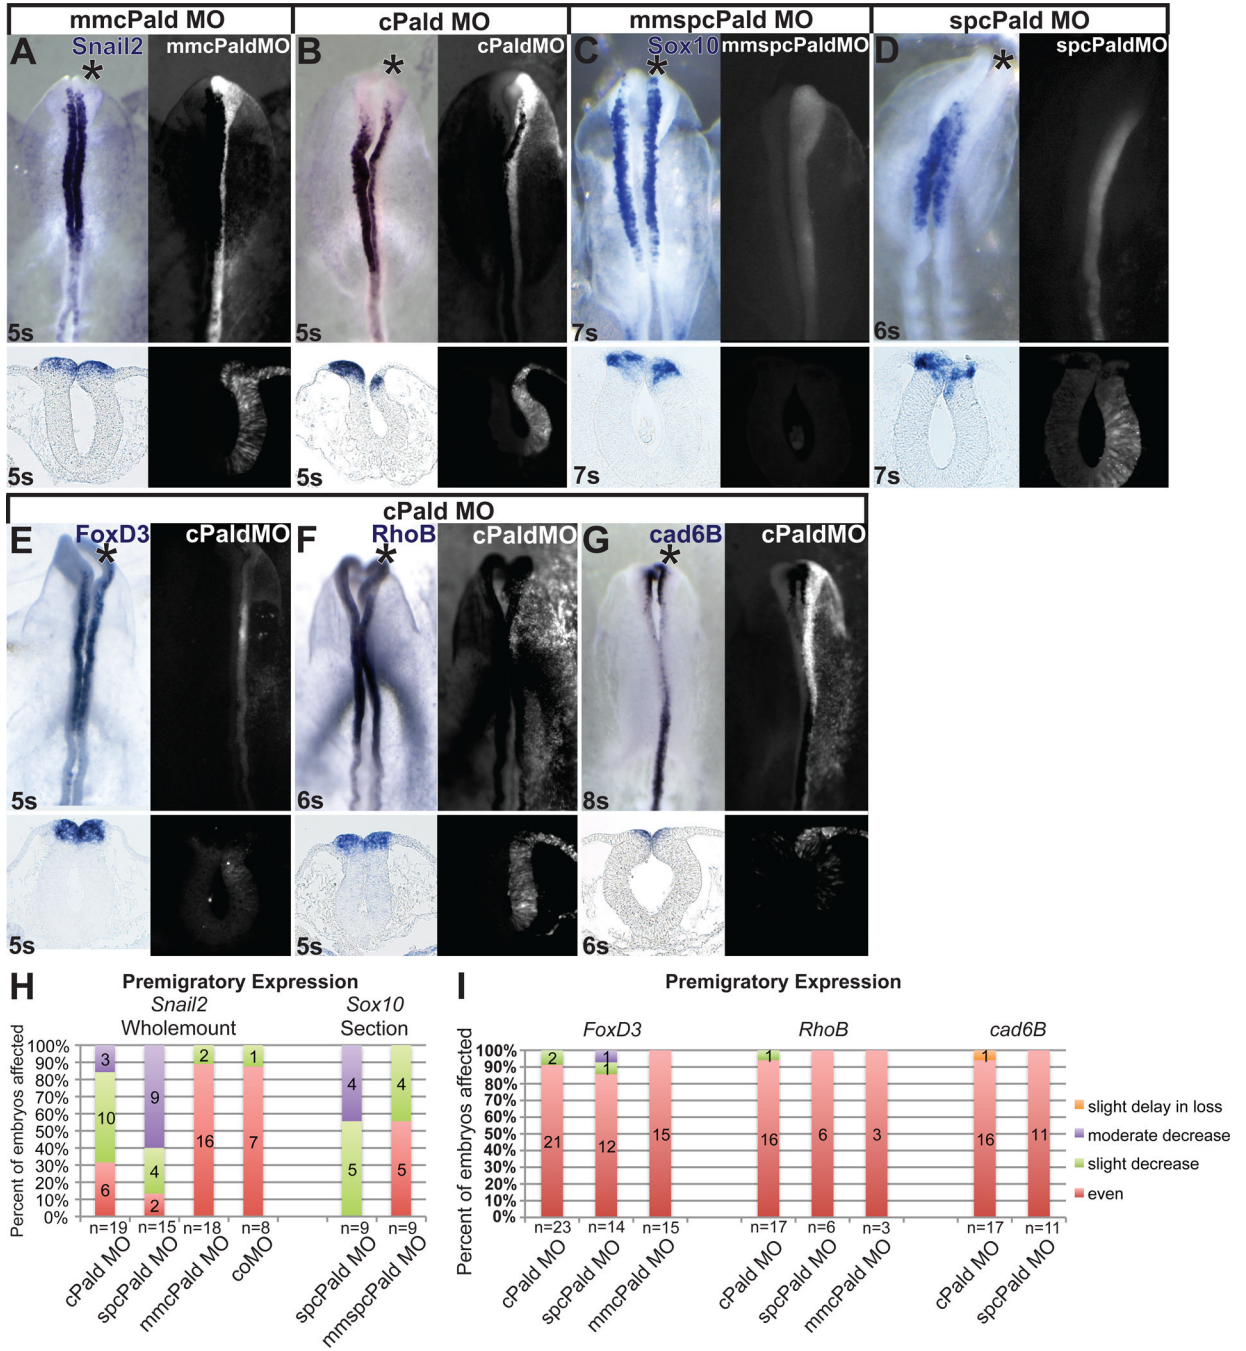 mmcPald MO
cPald MO
mmspcPald MO
spcPald MO
A
Snail2
*
mmcPaldMO
B
*
cPaldMO
C
Sox10
*
mmspcPaldMO
D
*
spcPaldMO
5s
5s
7s
6s
5s
5s
7s
7s
cPald MO
E
FoxD3
*
cPaldMO
F
RhoB
*
cPaldMO
G
cad6B
*
cPaldMO
5s
6s
8s
5s
5s
6s
H
Premigratory Expression
Snail2
Wholemount
Sox10
Section
Percent of embryos affected
100%
90%
80%
70%
60%
50%
40%
30%
20%
10%
0%
3
10
6
9
4
2
2
16
1
7
4
5
4
5
n=19
n=15
n=18
n=8
n=9
n=9
cPald MO
spcPald MO
mmcPald MO
coMO
spcPald MO
mmspcPald MO
I
Premigratory Expression
FoxD3
RhoB
cad6B
Percent of embryos affected
100%
90%
80%
70%
60%
50%
40%
30%
20%
10%
0%
2
21
1
1
12
15
1
16
6
3
1
16
11
n=23
n=14
n=15
n=17
n=6
n=3
n=17
n=11
cPald MO
spcPald MO
mmcPald MO
cPald MO
spcPald MO
mmcPald MO
cPald MO
spcPald MO
slight delay in loss
moderate decrease
slight decrease
even